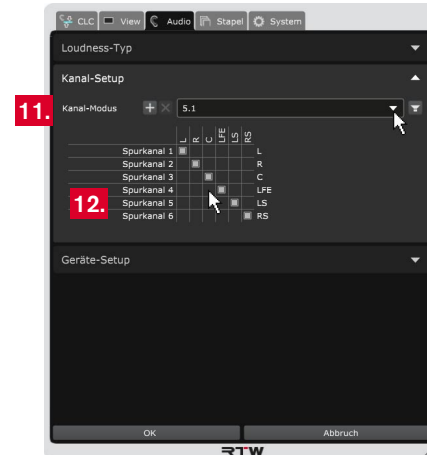 CLC View Audio Stapel System
Loudness-Typ
Kanal-Setup
11. Kanal-Modus 5.1
L R C LFE LS RS
Spurkanal 1 L
Spurkanal 2 R
Spurkanal 3 C
Spurkanal 4 LFE
12. Spurkanal 5 LS
Spurkanal 6 RS
Geräte-Setup
OK Abbruch
RTW